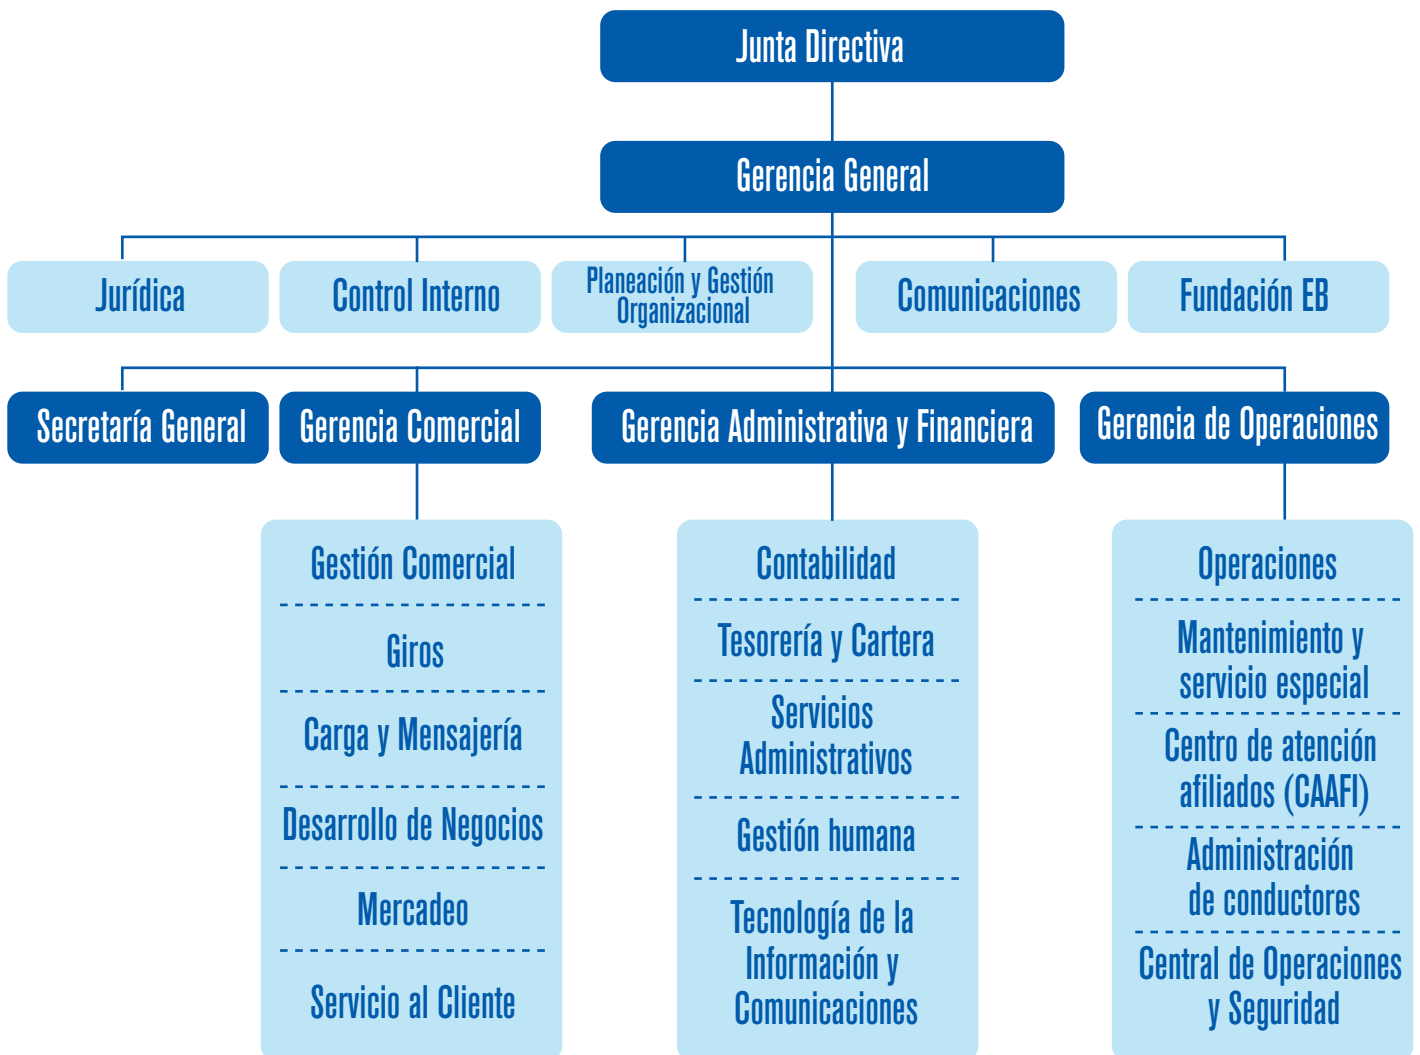 Junta Directiva
Gerencia General
Jurídica
Control Interno
Planeación y Gestión
Organizacional
Comunicaciones
Fundación EB
Secretaría General
Gerencia Comercial
Gerencia Administrativa y Financiera
Gerencia de Operaciones
Gestión Comercial
Giros
Carga y Mensajería
Desarrollo de Negocios
Mercadeo
Servicio al Cliente
Contabilidad
Tesorería y Cartera
Servicios
Administrativos
Gestión humana
Tecnología de la
Información y
Comunicaciones
Operaciones
Mantenimiento y
servicio especial
Centro de atención
afiliados (CAAFI)
Administración
de conductores
Central de Operaciones
y Seguridad